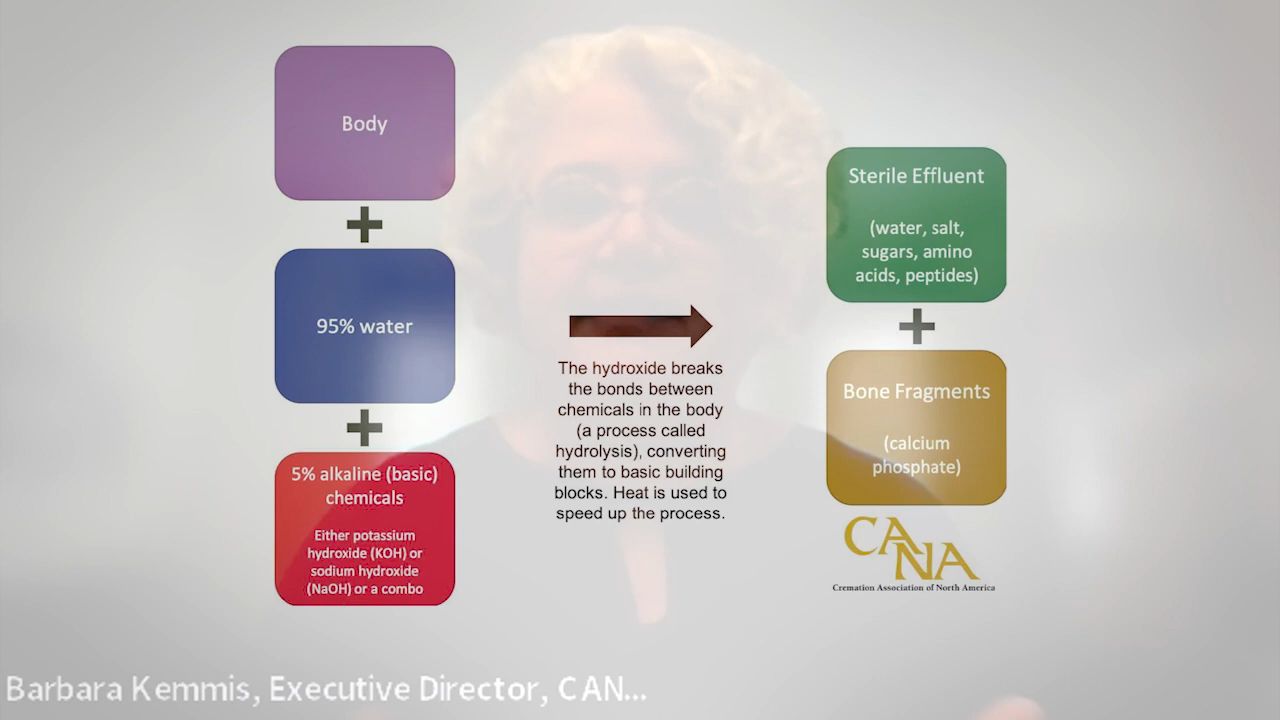 Body
+
95% water
+
5% alkaline (basic)
chemicals
Either potassium
hydroxide (KOH) or
sodium hydroxide
(NaOH) or a combo
The hydroxide breaks
the bonds between
chemicals in the body
(a process called
hydrolysis), converting
them to basic building
blocks. Heat is used to
speed up the process.
Sterile Effluent
(water, salt,
sugars, amino
acids, peptides)
+
Bone Fragments
(calcium
phosphate)
CANA
Cremation Association of North America
Barbara Kemmis, Executive Director, CAN...